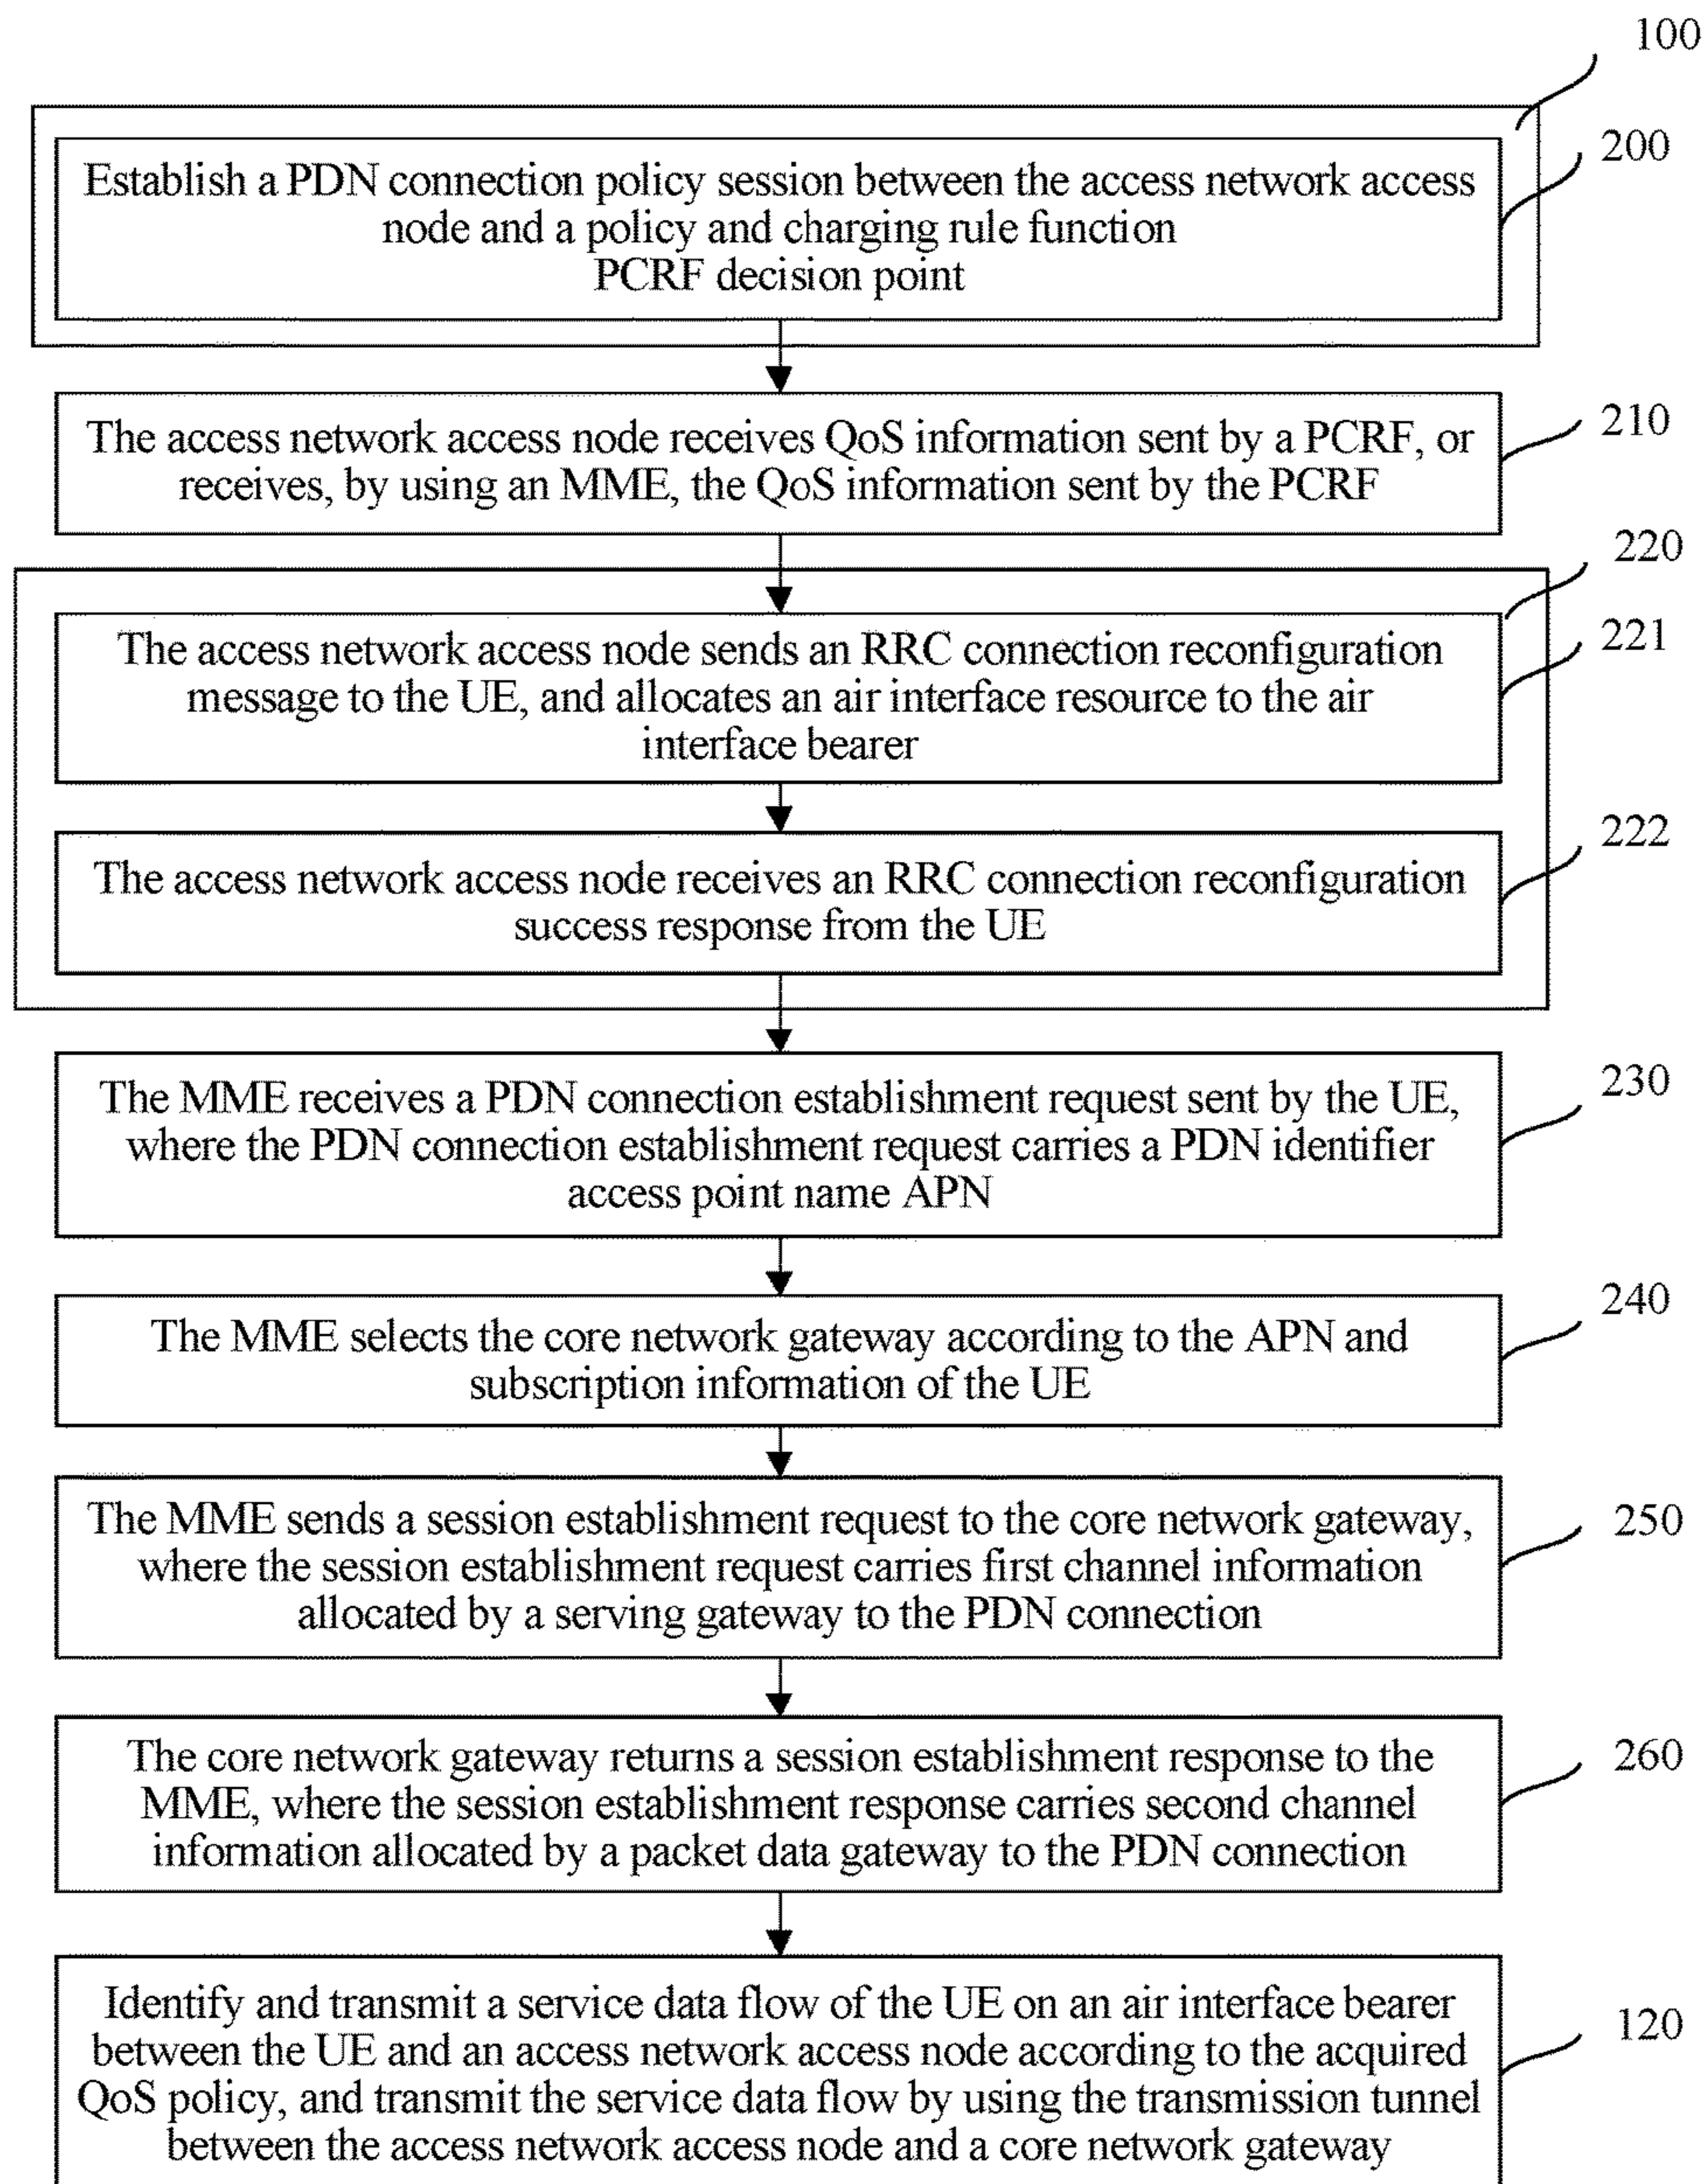 100
200
Establish a PDN connection policy session between the access network access
node and a policy and charging rule function
PCRF decision point
210
The access network access node receives QoS information sent by a PCRF, or
receives, by using an MME, the QoS information sent by the PCRF
220
221
The access network access node sends an RRC connection reconfiguration
message to the UE, and allocates an air interface resource to the air
interface bearer
222
The access network access node receives an RRC connection reconfiguration
success response from the UE
230
The MME receives a PDN connection establishment request sent by the UE,
where the PDN connection establishment request carries a PDN identifier
access point name APN
240
The MME selects the core network gateway according to the APN and
subscription information of the UE
250
The MME sends a session establishment request to the core network gateway,
where the session establishment request carries first channel information
allocated by a serving gateway to the PDN connection
260
The core network gateway returns a session establishment response to the
MME, where the session establishment response carries second channel
information allocated by a packet data gateway to the PDN connection
120
Identify and transmit a service data flow of the UE on an air interface bearer
between the UE and an access network access node according to the acquired
QoS policy, and transmit the service data flow by using the transmission tunnel
between the access network access node and a core network gateway